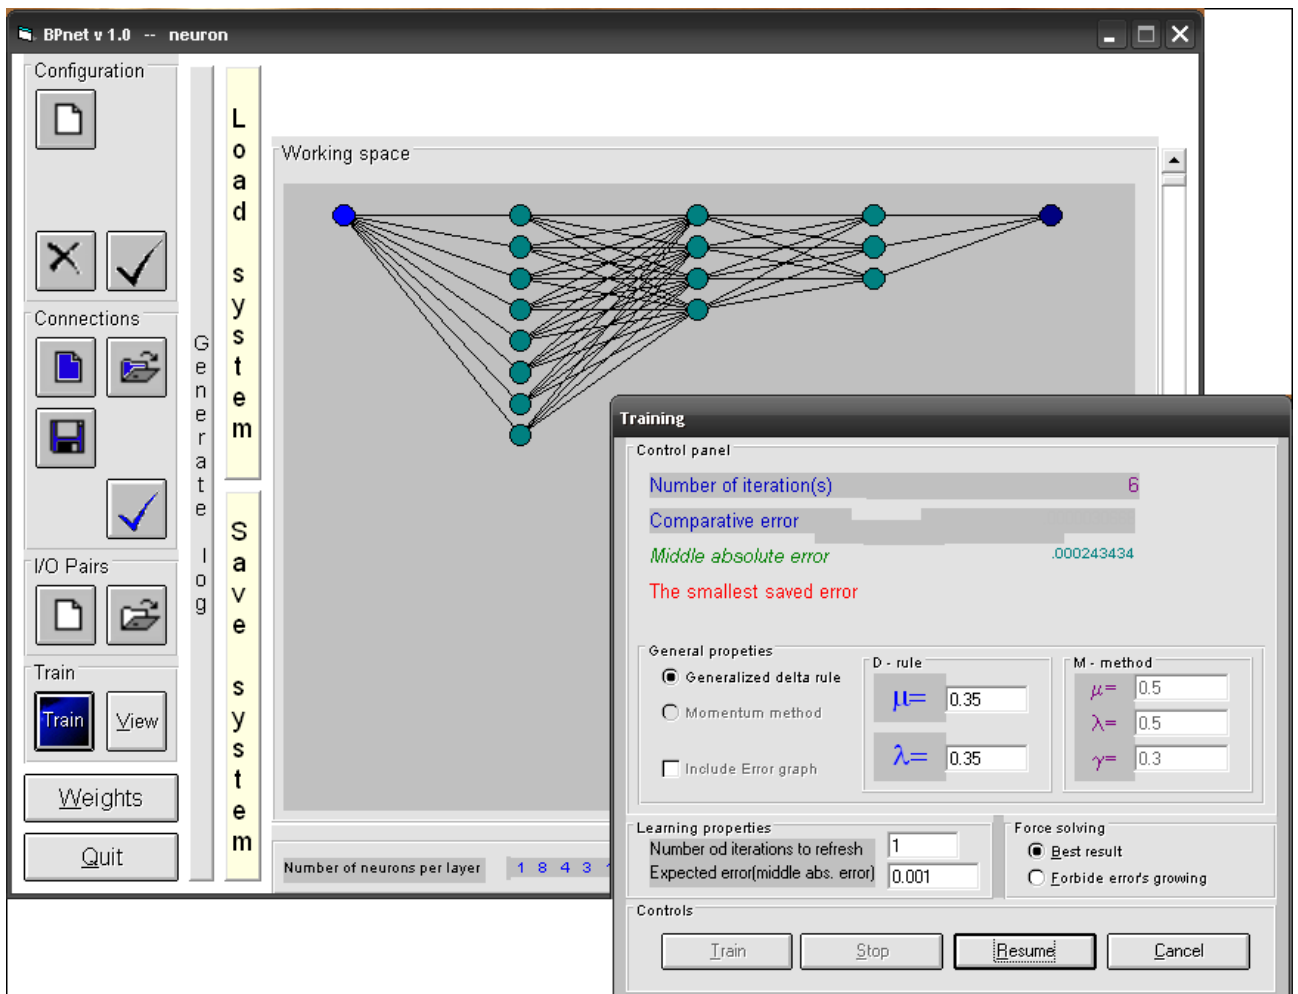 BPnet v 1.0 -- neuron
Configuration
Connections
I/O Pairs
Train
Train
View
Weights
Quit
Generate log
Load system
Save system
Working space
Number of neurons per layer
1 8 4 3 1
Training
Control panel
Number of iteration(s) 6
Comparative error
Middle absolute error .000243434
The smallest saved error
General propeties
Generalized delta rule
Momentum method
Include Error graph
D - rule
μ= 0.35
λ= 0.35
M - method
μ= 0.5
λ= 0.5
γ= 0.3
Learning properties
Number od iterations to refresh 1
Expected error(middle abs. error) 0.001
Force solving
Best result
Forbide error's growing
Controls
Train
Stop
Resume
Cancel